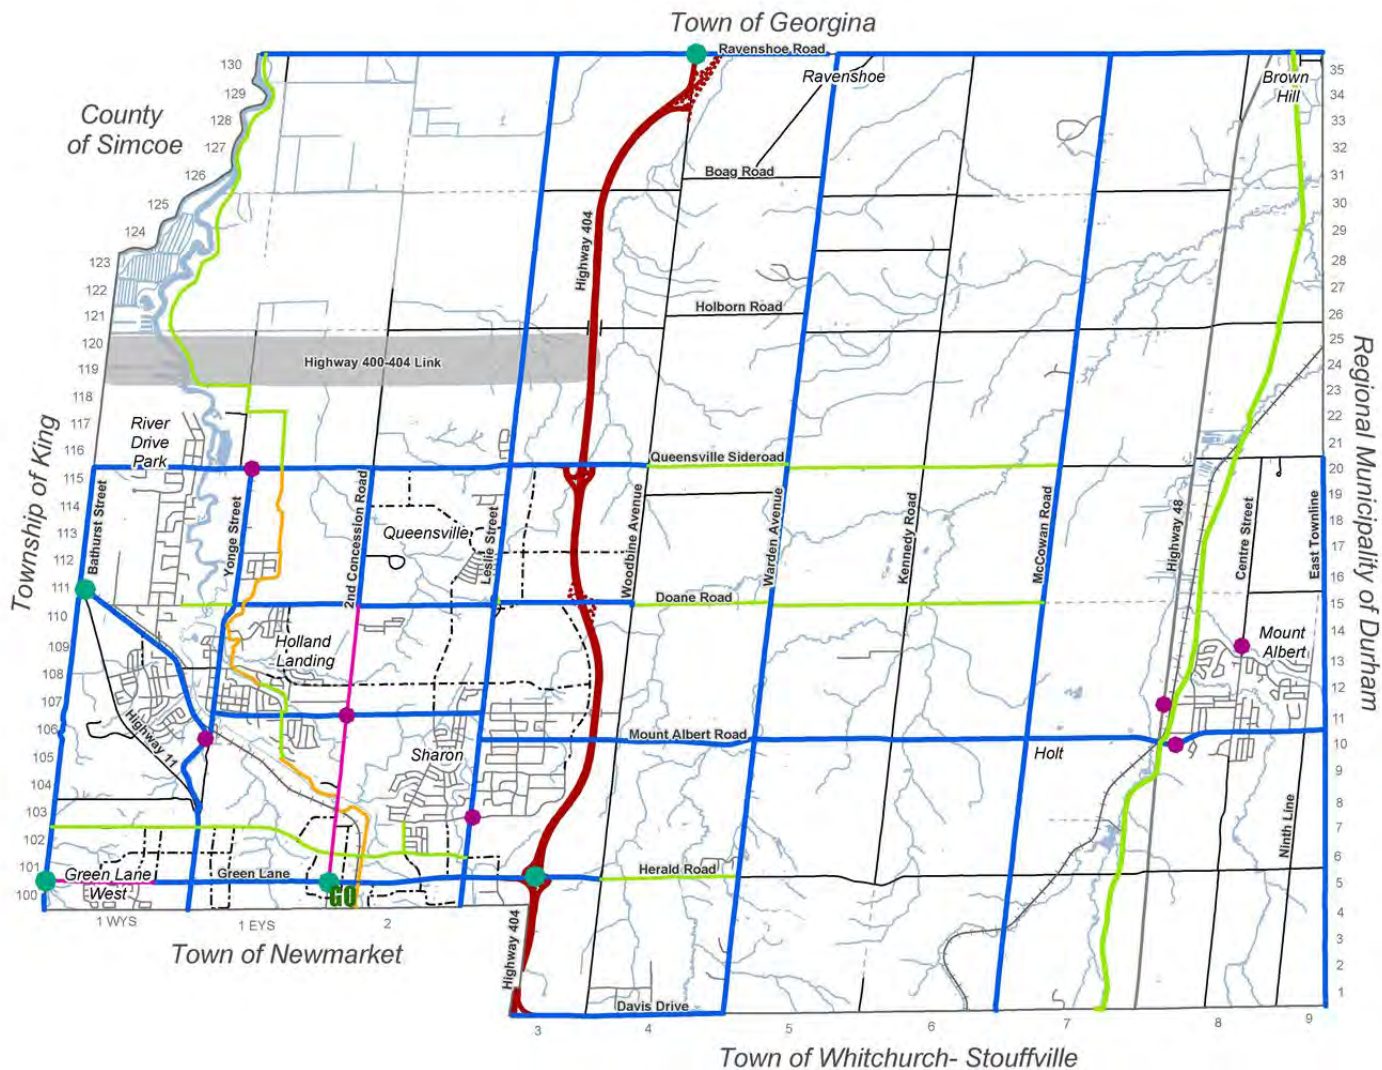 Town of Georgina
Ravenshoe Road
Ravenshoe
Brown
Hill
County
of Simcoe
130
129
128
127
126
125
124
123
122
121
120
119
118
117
116
115
114
113
112
111
110
109
108
107
106
105
104
103
102
101
100
35
34
33
32
31
30
29
28
27
26
25
24
23
22
21
20
19
18
17
16
15
14
13
12
11
10
9
8
7
6
5
4
3
2
1
Boag Road
Highway 404
Holborn Road
Highway 400-404 Link
Township of King
Regional Municipality of Durham
River
Drive
Park
Queensville Sideroad
Bathurst Street
Yonge Street
2nd Concession Road
Queensville
Leslie Street
Woodbine Avenue
Warden Avenue
Kennedy Road
McCowan Road
Highway 48
Centre Street
East Townline
Doane Road
Holland
Landing
Mount
Albert
Highway 11
Mount Albert Road
Sharon
Holt
Ninth Line
Green Lane
West
Green Lane
Herald Road
GO
1 WYS
1 EYS
2
Town of Newmarket
Highway 404
Davis Drive
3
4
5
6
7
8
9
Town of Whitchurch- Stouffville